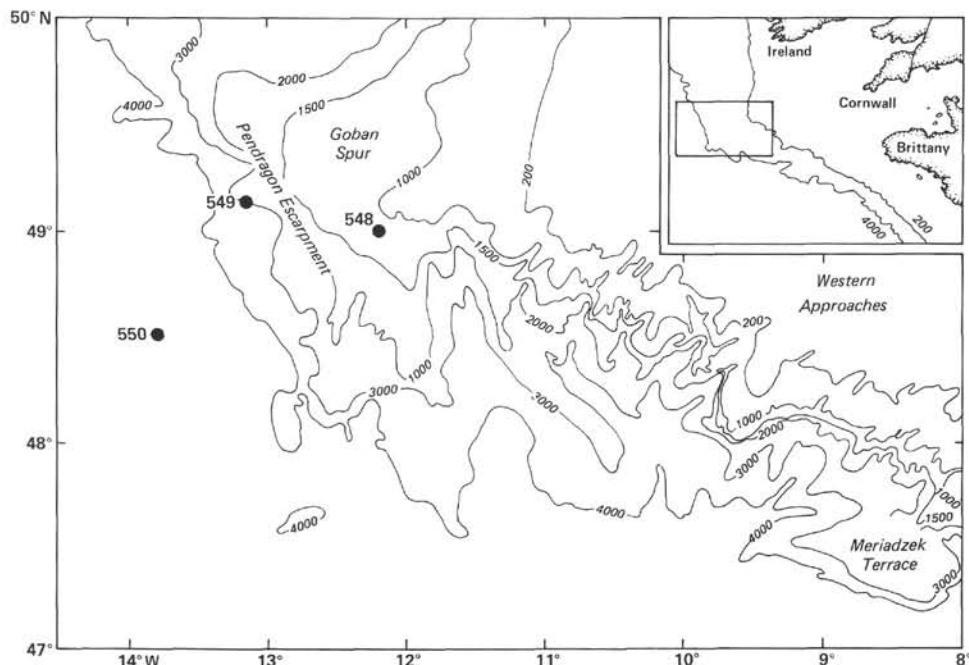 50° N
3000
2000
4000
1500
Goban
Spur
Pendragon Escarpment
1000
200
549
548
49°
1500
2000
550
3000
1000
3000
48°
4000
4000
Ireland
Cornwall
Brittany
200
4000
Western
Approaches
200
1000
2000
3000
4000
1000
1500
Meriadzek
Terrace
3000
47°
14° W
13°
12°
11°
10°
9°
8°